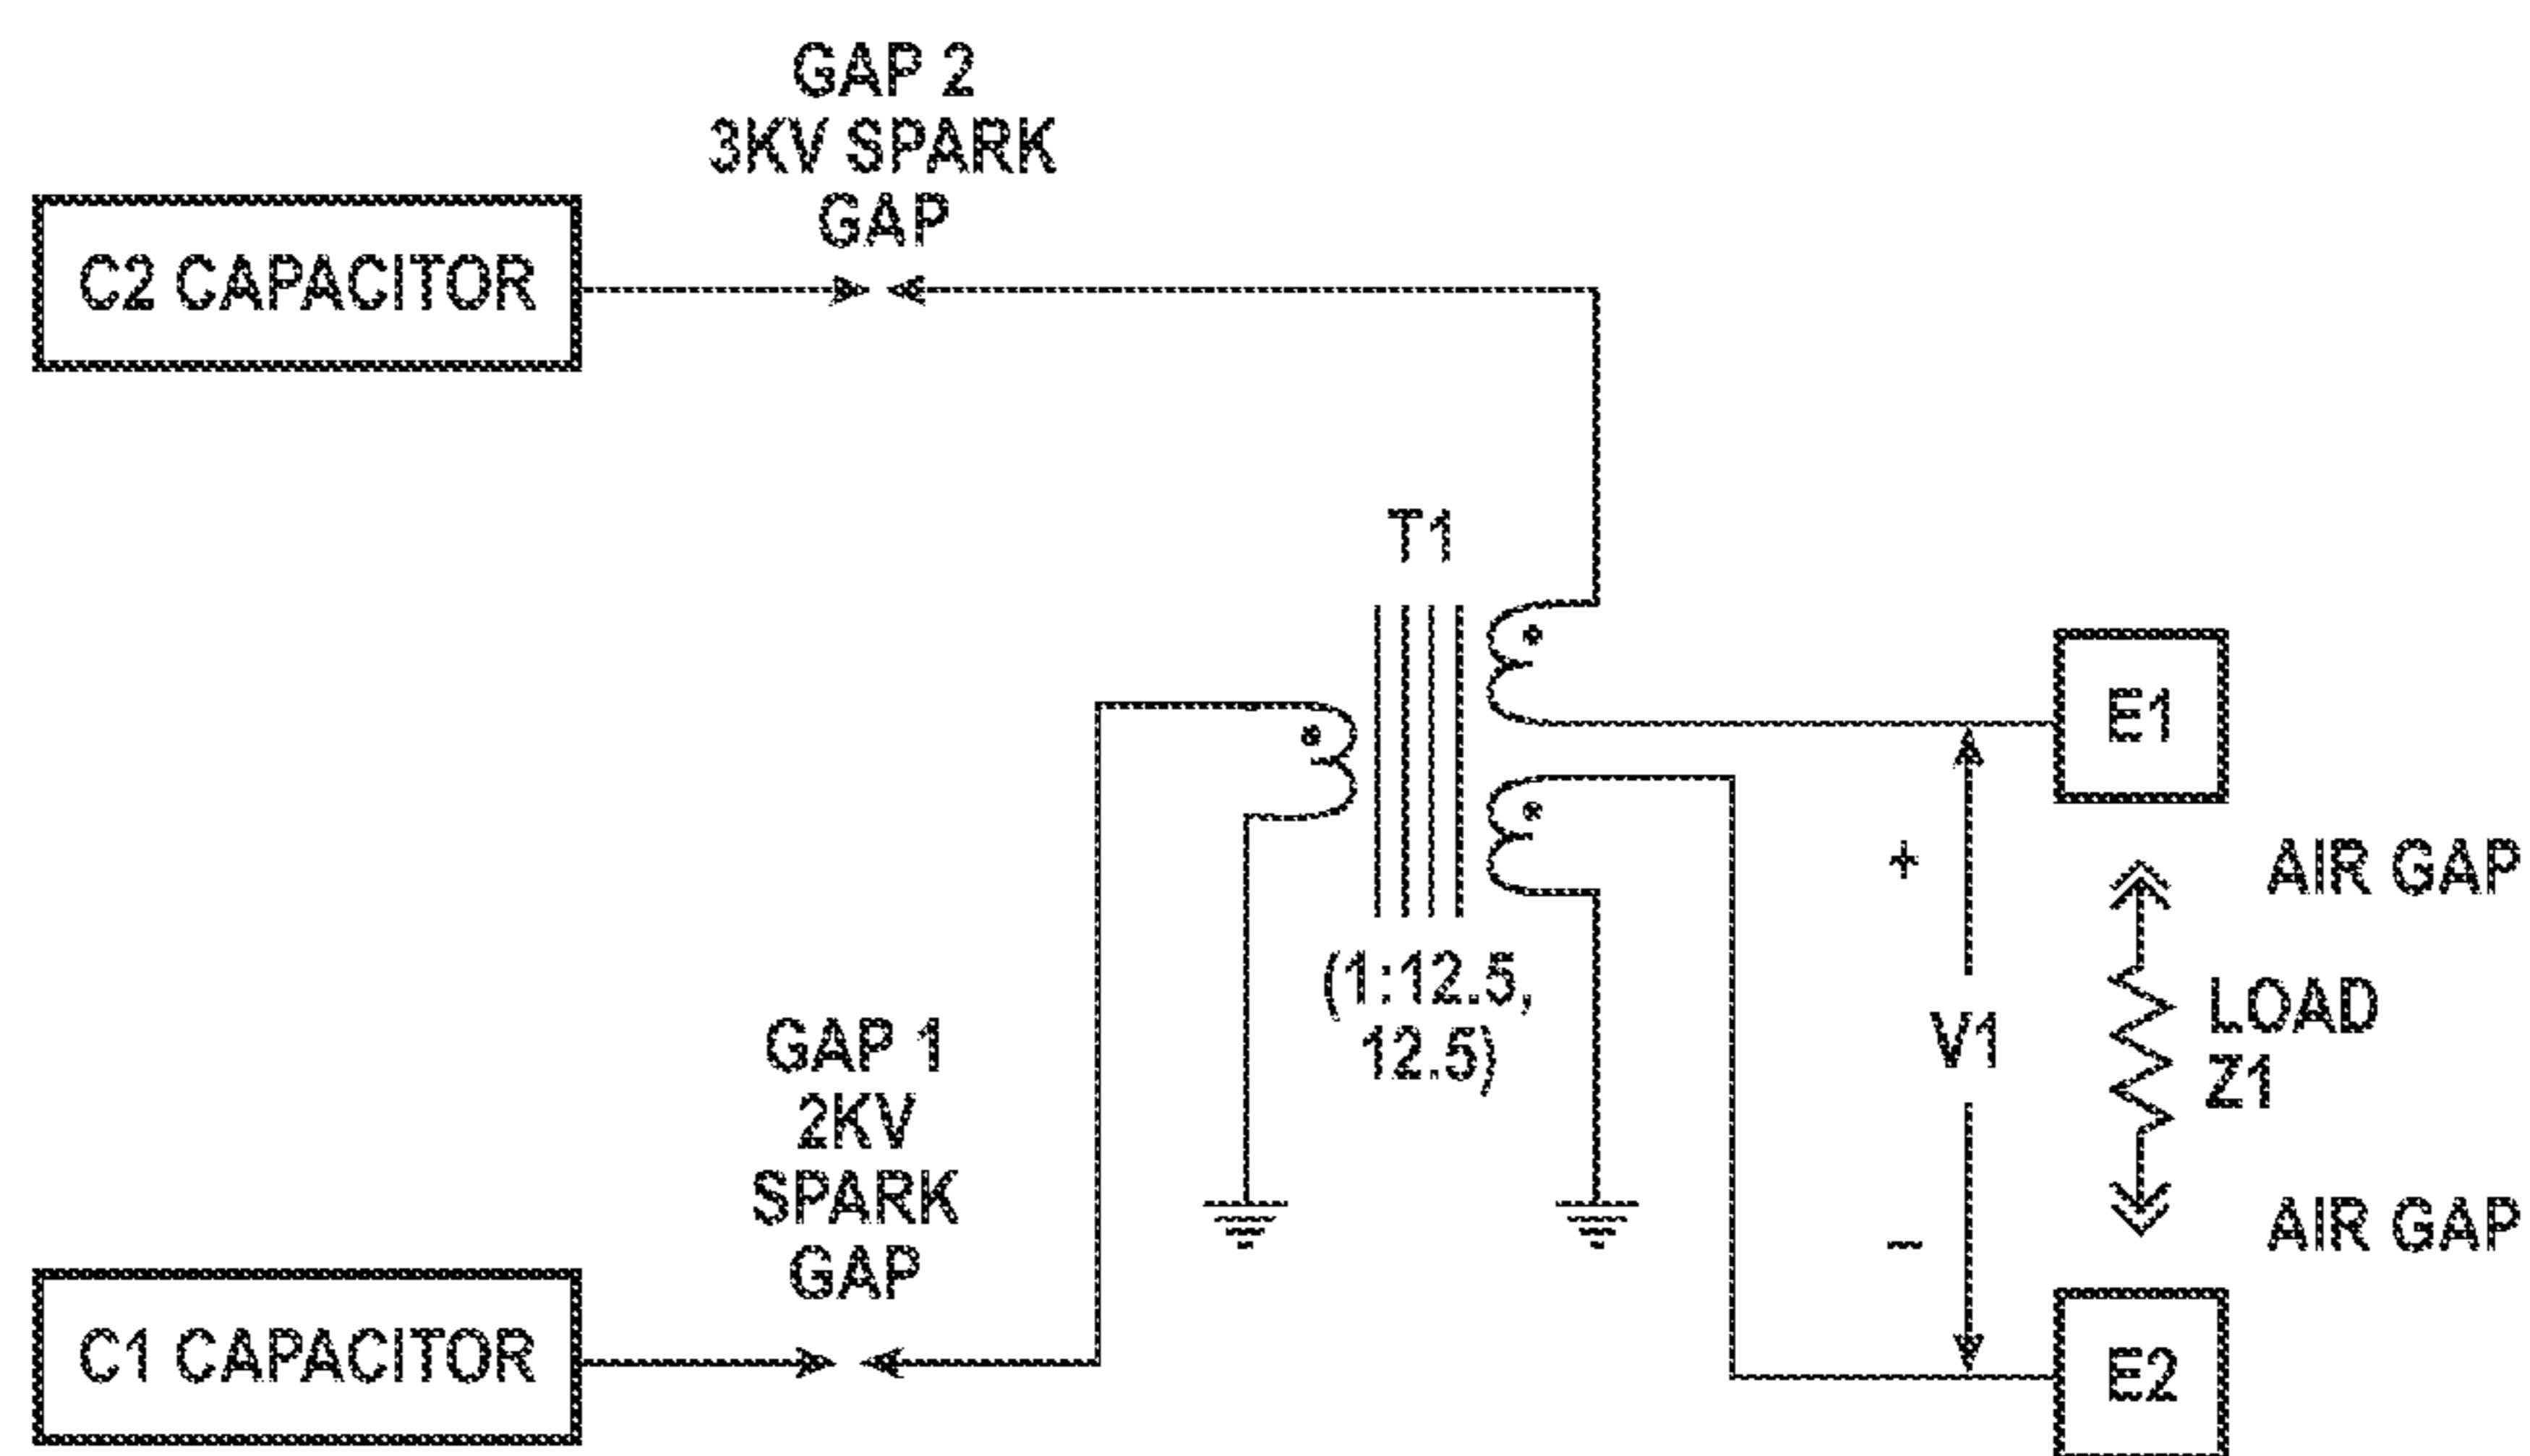 GAP 2
3KV SPARK
GAP
C2 CAPACITOR
T1
E1
+
AIR GAP
(1:12.5,
12.5)
V1
LOAD
Z1
GAP 1
2KV
SPARK
GAP
–
AIR GAP
C1 CAPACITOR
E2